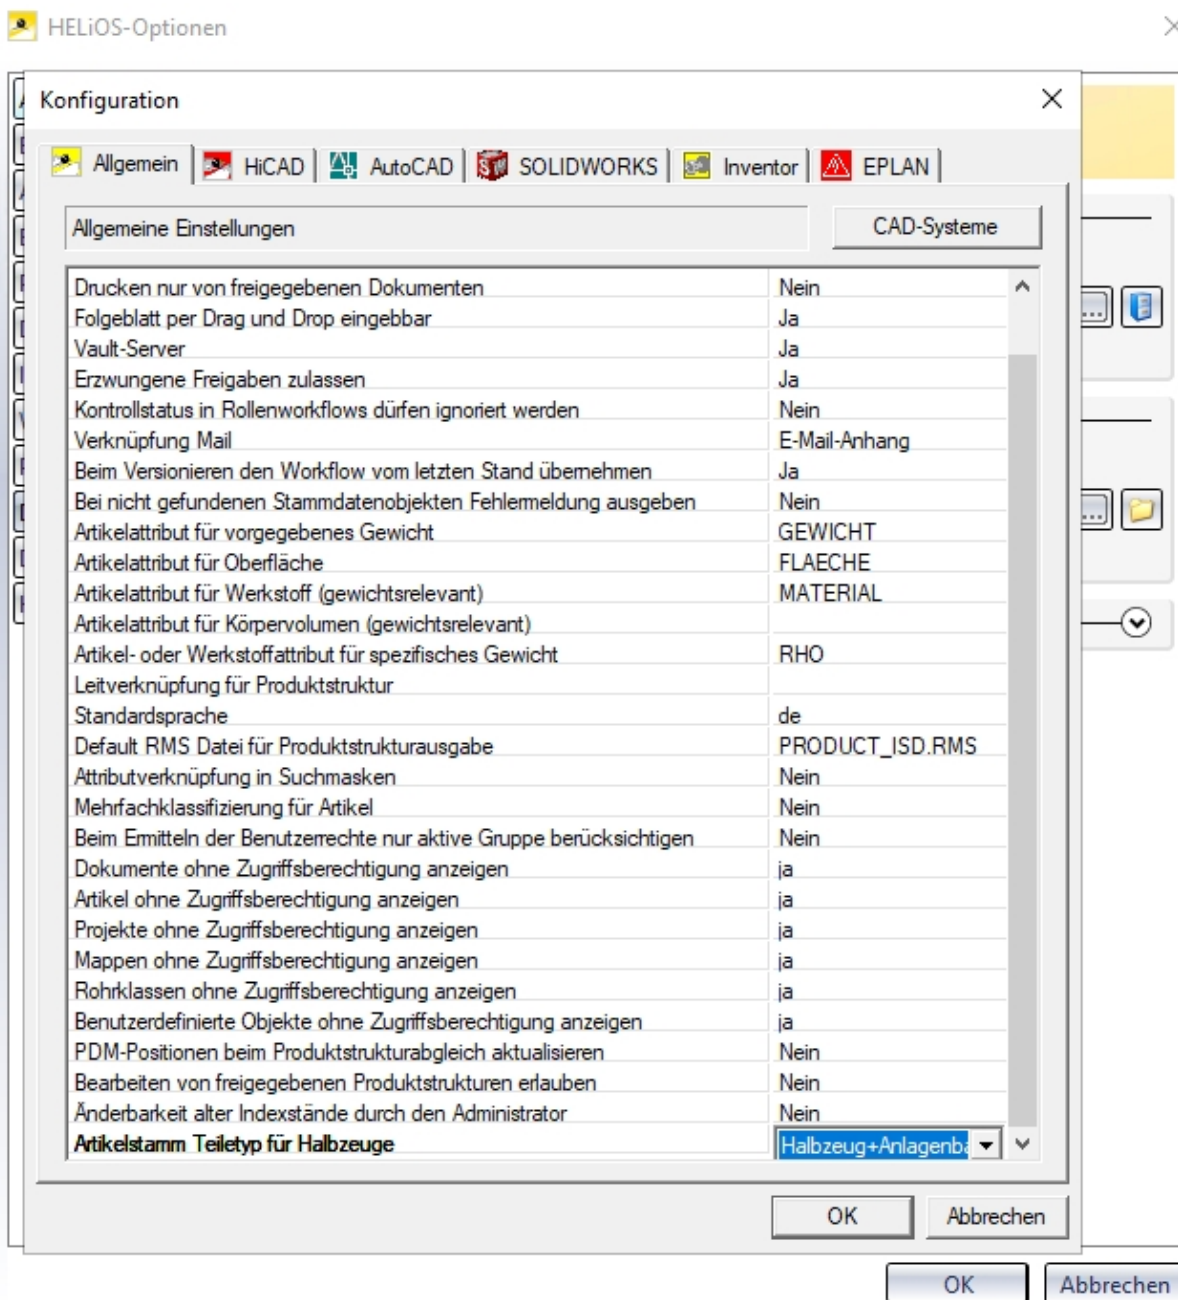 HELiOS-Optionen
Konfiguration
Allgemein HiCAD AutoCAD SOLIDWORKS Inventor EPLAN
Allgemeine Einstellungen CAD-Systeme
Drucken nur von freigegebenen Dokumenten Nein
Folgeblatt per Drag und Drop eingebbar Ja
Vault-Server Ja
Erzwungene Freigaben zulassen Ja
Kontrollstatus in Rollenworkflows dürfen ignoriert werden Nein
Verknüpfung Mail E-Mail-Anhang
Beim Versionieren den Workflow vom letzten Stand übernehmen Ja
Bei nicht gefundenen Stammdatenobjekten Fehlermeldung ausgeben Nein
Artikelattribut für vorgegebenes Gewicht GEWICHT
Artikelattribut für Oberfläche FLAECHE
Artikelattribut für Werkstoff (gewichtsrelevant) MATERIAL
Artikelattribut für Körpervolumen (gewichtsrelevant)
Artikel- oder Werkstoffattribut für spezifisches Gewicht RHO
Leitverknüpfung für Produktstruktur
Standardsprache de
Default RMS Datei für Produktstrukturausgabe PRODUCT_ISD.RMS
Attributverknüpfung in Suchmasken Nein
Mehrfachklassifizierung für Artikel Nein
Beim Ermitteln der Benutzerrechte nur aktive Gruppe berücksichtigen Nein
Dokumente ohne Zugriffsberechtigung anzeigen ja
Artikel ohne Zugriffsberechtigung anzeigen ja
Projekte ohne Zugriffsberechtigung anzeigen ja
Mappen ohne Zugriffsberechtigung anzeigen ja
Rohrklassen ohne Zugriffsberechtigung anzeigen ja
Benutzerdefinierte Objekte ohne Zugriffsberechtigung anzeigen ja
PDM-Positionen beim Produktstrukturabgleich aktualisieren Nein
Bearbeiten von freigegebenen Produktstrukturen erlauben Nein
Änderbarkeit alter Indexstände durch den Administrator Nein
Artikelstamm Teiletyp für Halbzeuge Halbzeug+Anlagenba
OK Abbrechen
OK Abbrechen